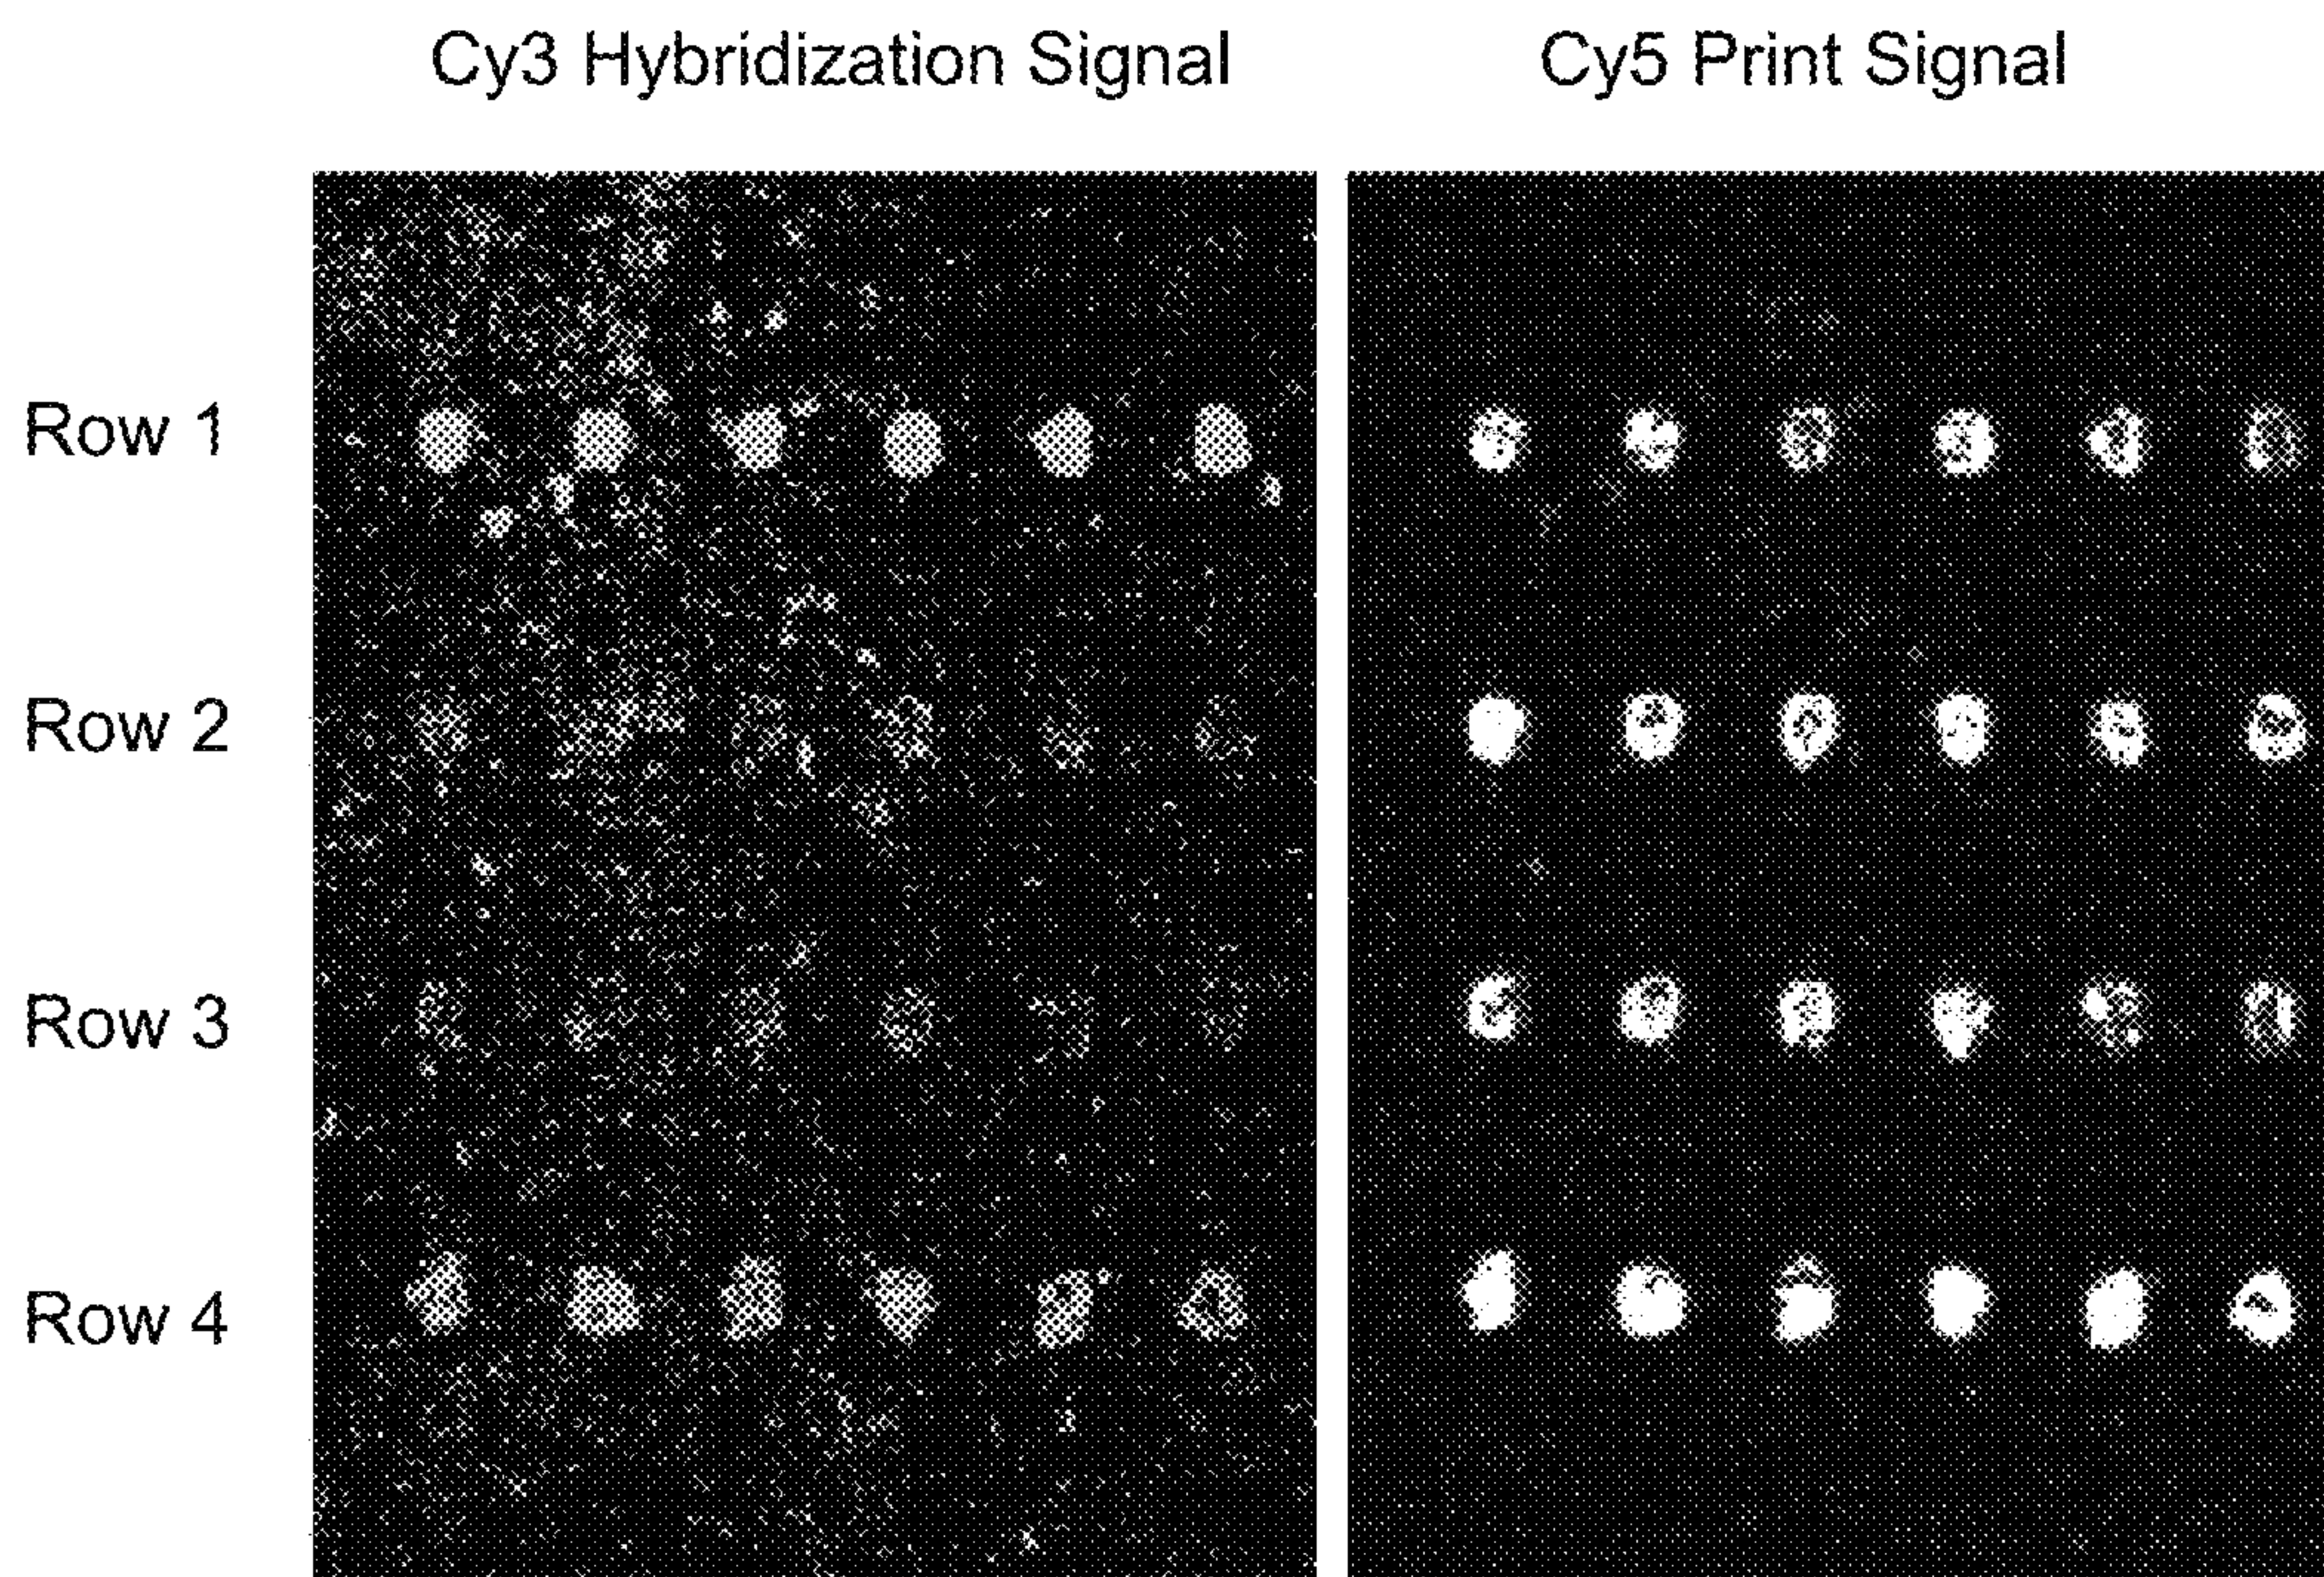 Cy3 Hybridization Signal
Cy5 Print Signal
Row 1
Row 2
Row 3
Row 4